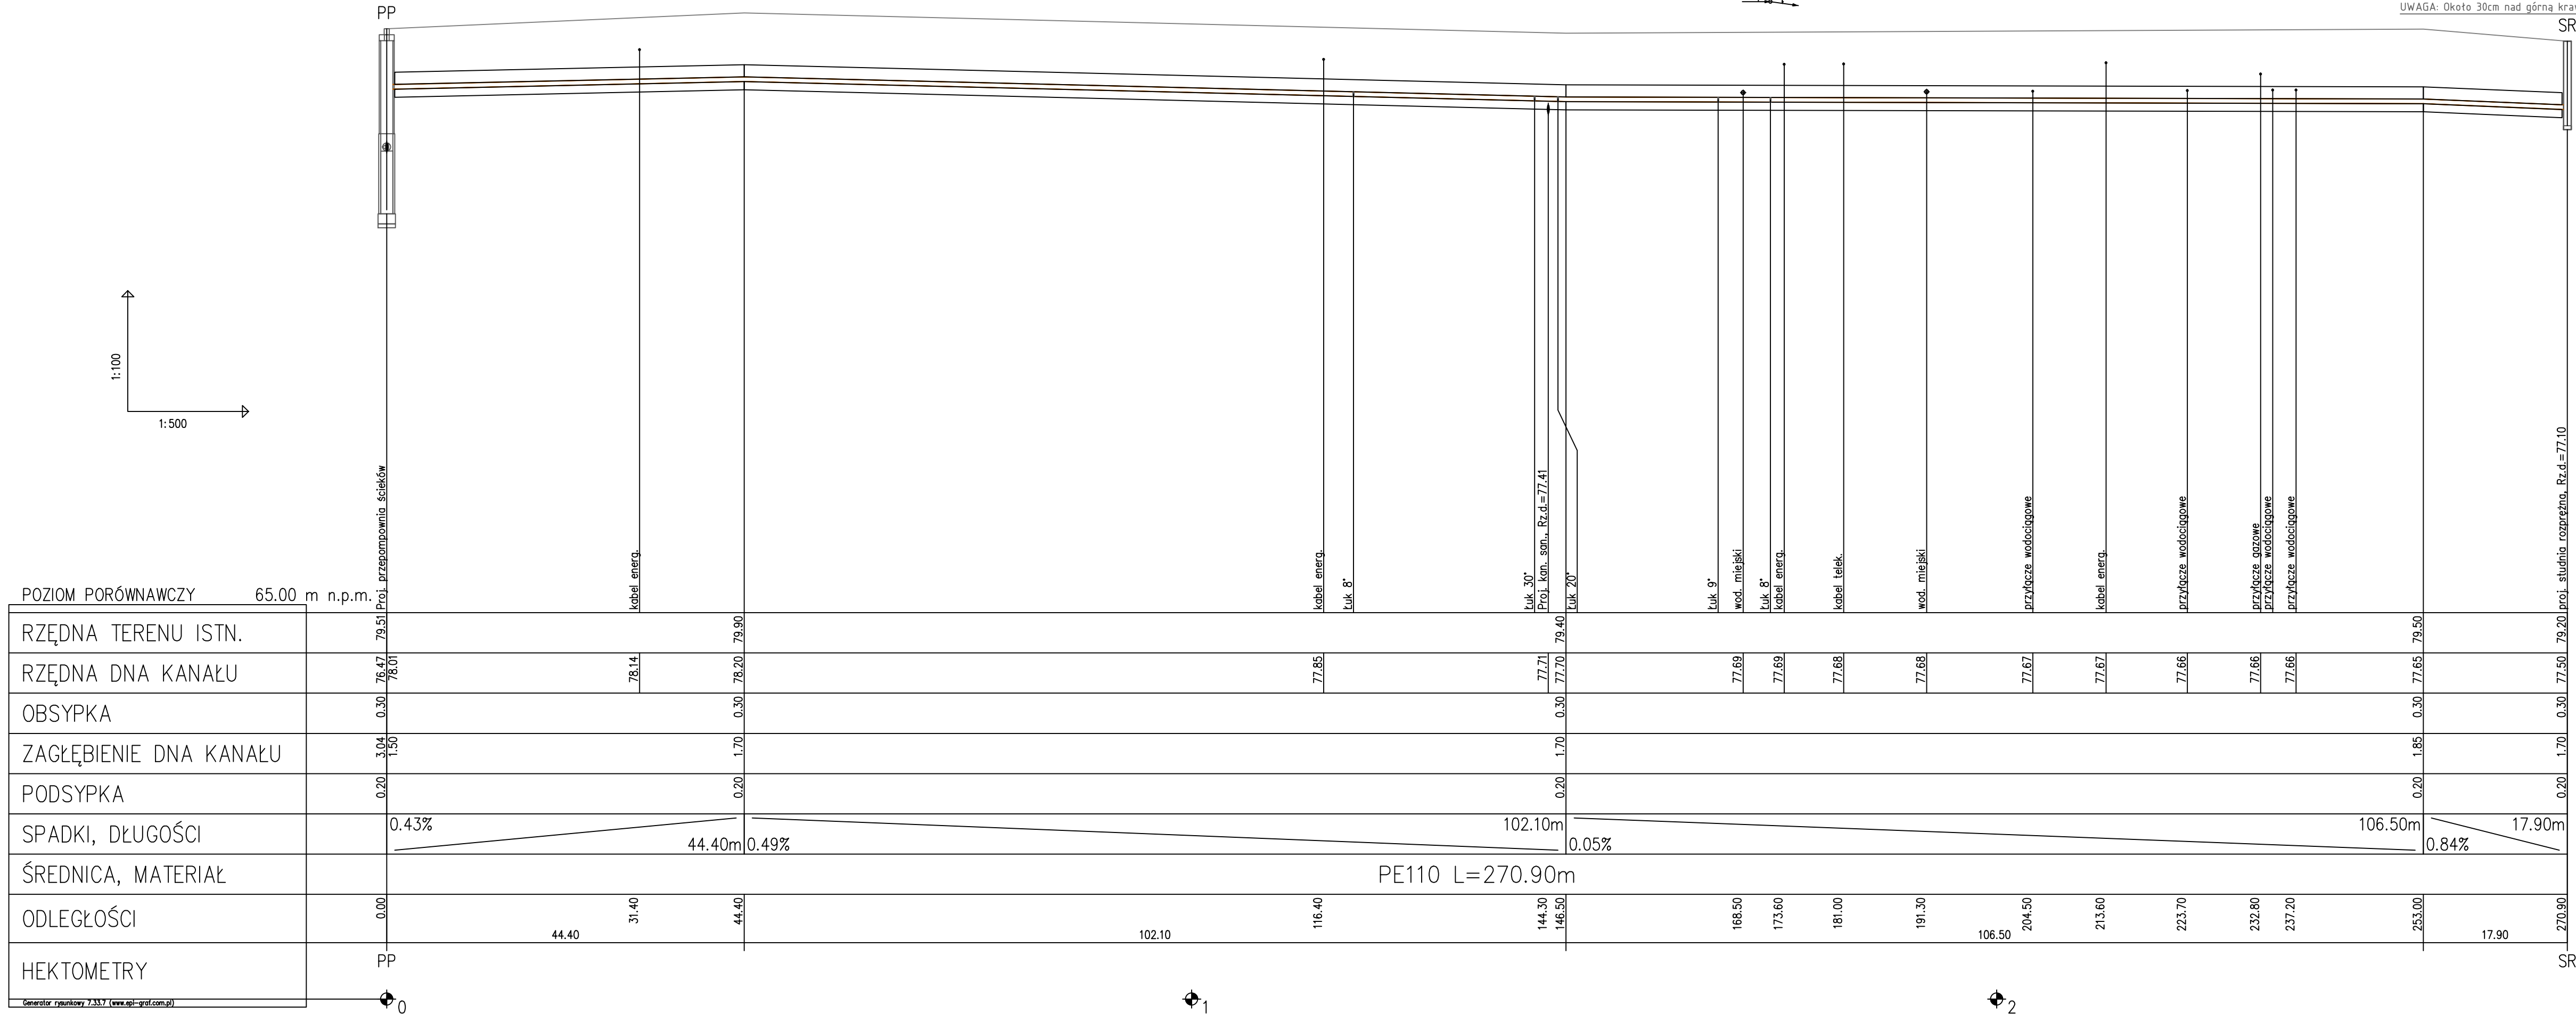 PP
UWAGA: Około 30cm nad górną kra
SR
1:100
1:500
Proj. przepompownia ścieków
kabel energ.
kabel energ.
Łuk 8°
Łuk 30°
Proj. kan. san., Rz.d.=77.41
Łuk 20°
Łuk 9°
wod. miejski
Łuk 8°
kabel energ.
kabel telek.
wod. miejski
przyłącze wodociągowe
kabel energ.
przyłącze wodociągowe
przyłącze gazowe
przyłącze wodociągowe
przyłącze wodociągowe
proj. studnia rozprężna, Rz.d.=77.10
POZIOM PORÓWNAWCZY 65.00 m n.p.m.
RZĘDNA TERENU ISTN. 79.51 79.90 79.40 79.50 79.20
RZĘDNA DNA KANAŁU 76.47 78.01 78.14 78.20 77.85 77.71 77.70 77.69 77.69 77.68 77.68 77.67 77.67 77.66 77.66 77.66 77.65 77.50
OBSYPKA 0.30 0.30 0.30 0.30 0.30
ZAGŁĘBIENIE DNA KANAŁU 3.04 1.50 1.70 1.70 1.85 1.70
PODSYPKA 0.20 0.20 0.20 0.20 0.20
SPADKI, DŁUGOŚCI 0.43% 44.40m 0.49% 102.10m 0.05% 106.50m 0.84% 17.90m
ŚREDNICA, MATERIAŁ PE110 L=270.90m
ODLEGŁOŚCI 0.00 31.40 44.40 116.40 144.30 146.50 168.50 173.60 181.00 191.30 204.50 213.60 223.70 232.80 237.20 253.00 270.90
44.40 102.10 106.50 17.90
HEKTOMETRY PP SR
Generator rysunkowy 7.33.7 (www.epi-graf.com.pl)
0 1 2